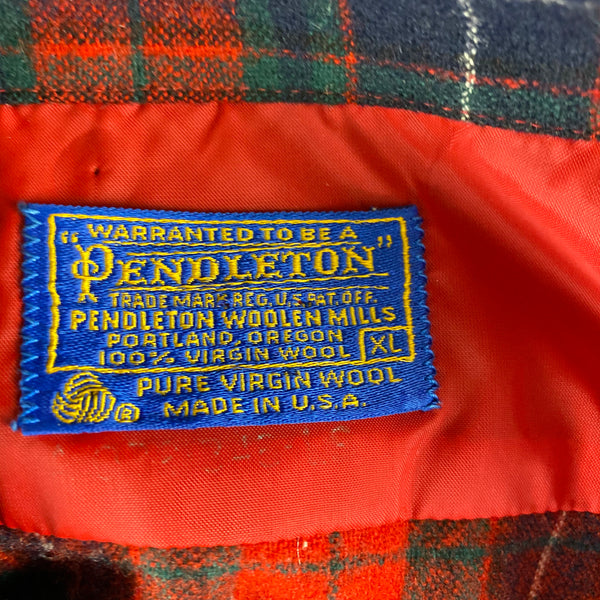 WARRANTED TO BE A
"PENDLETON"
TRADE MARK REG. U.S. PAT. OFF.
PENDLETON WOOLEN MILLS
PORTLAND, OREGON
100% VIRGIN WOOL XL
PURE VIRGIN WOOL
® MADE IN U.S.A.